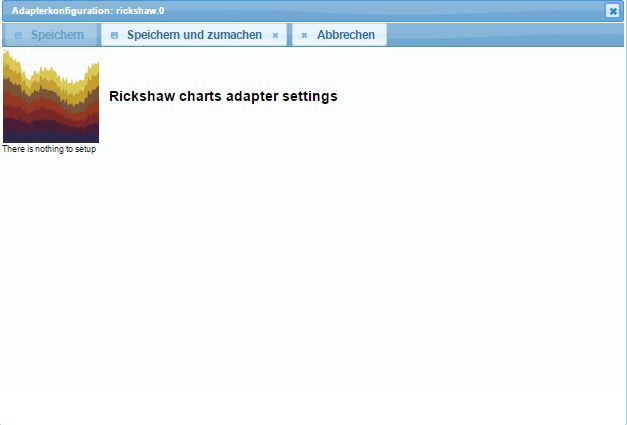 Adapterkonfiguration: rickshaw.0
Speichern
Speichern und zumachen
Abbrechen
Rickshaw charts adapter settings
There is nothing to setup